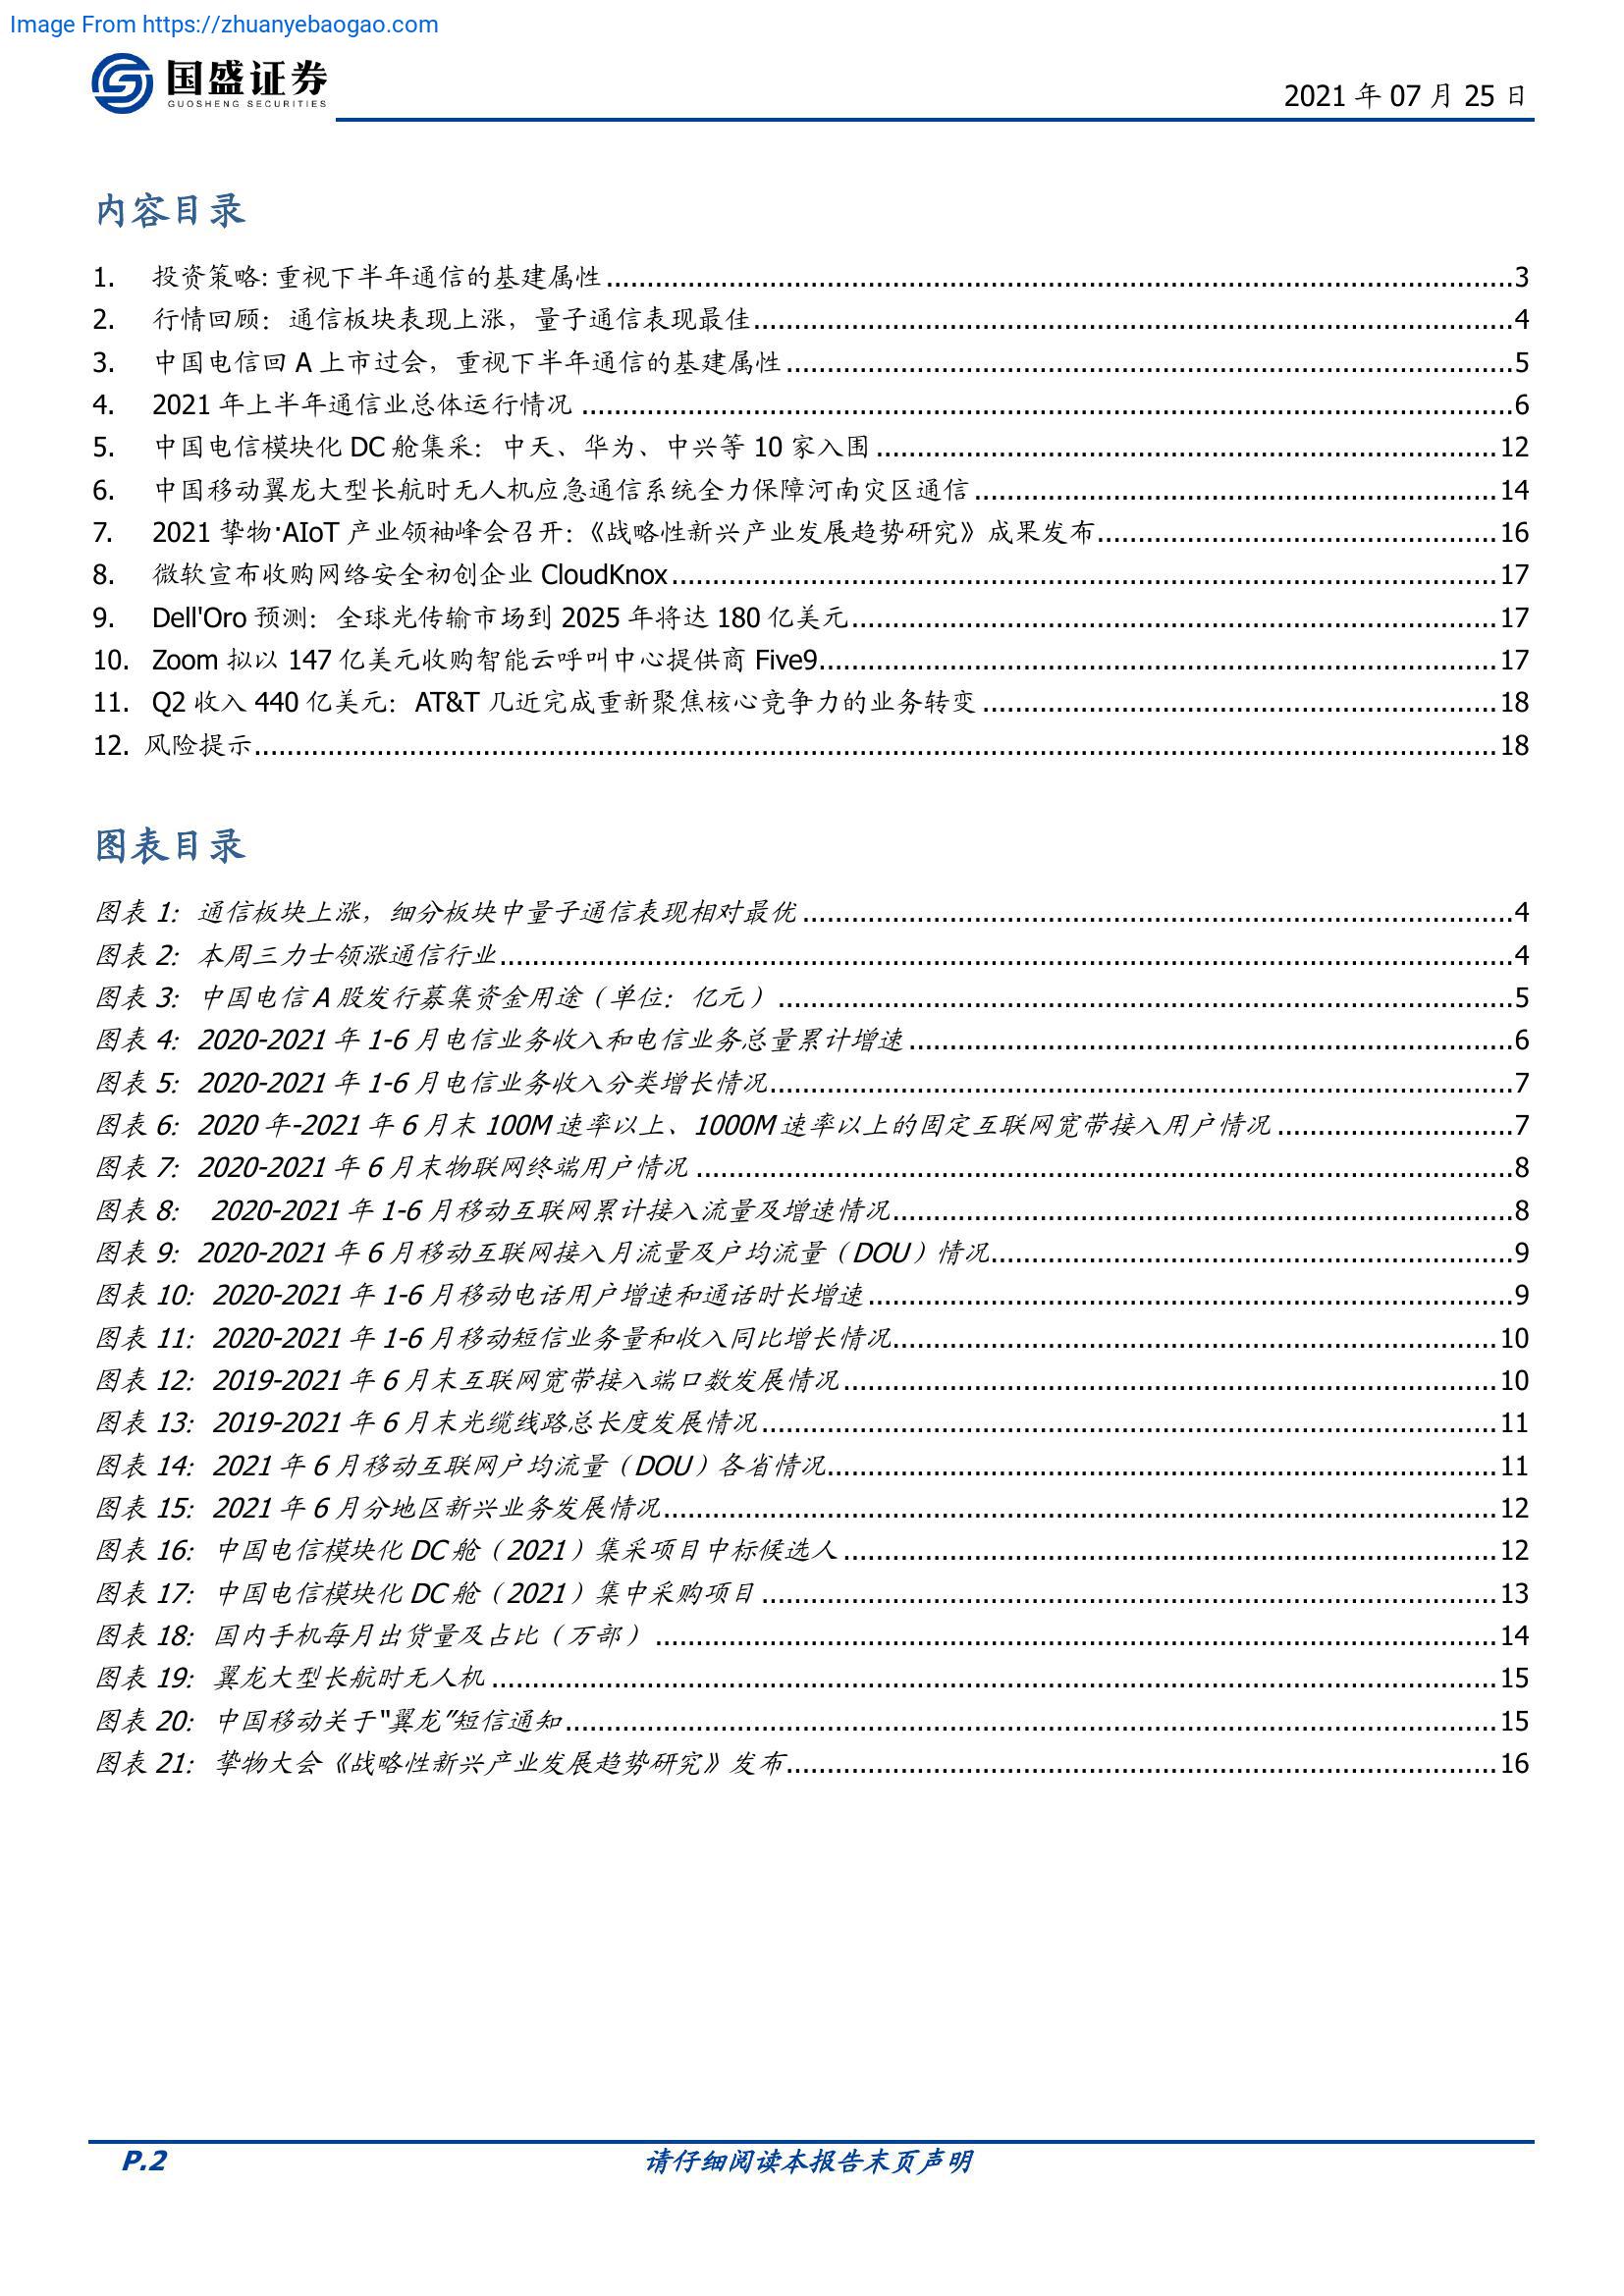 Image From https://zhuanyebaogao.com
国盛证券
GUOSHENG SECURITIES
2021 年 07 月 25 日
内容目录
1. 投资策略: 重视下半年通信的基建属性 3
2. 行情回顾：通信板块表现上涨，量子通信表现最佳 4
3. 中国电信回 A 上市过会，重视下半年通信的基建属性 5
4. 2021 年上半年通信业总体运行情况 6
5. 中国电信模块化 DC 舱集采：中天、华为、中兴等 10 家入围 12
6. 中国移动翼龙大型长航时无人机应急通信系统全力保障河南灾区通信 14
7. 2021 挚物·AIoT 产业领袖峰会召开:《战略性新兴产业发展趋势研究》成果发布 16
8. 微软宣布收购网络安全初创企业 CloudKnox 17
9. Dell'Oro 预测：全球光传输市场到 2025 年将达 180 亿美元 17
10. Zoom 拟以 147 亿美元收购智能云呼叫中心提供商 Five9 17
11. Q2 收入 440 亿美元：AT&T 几近完成重新聚焦核心竞争力的业务转变 18
12. 风险提示 18
图表目录
图表 1: 通信板块上涨，细分板块中量子通信表现相对最优 4
图表 2: 本周三力士领涨通信行业 4
图表 3: 中国电信 A 股发行募集资金用途（单位：亿元） 5
图表 4: 2020-2021 年 1-6 月电信业务收入和电信业务总量累计增速 6
图表 5: 2020-2021 年 1-6 月电信业务收入分类增长情况 7
图表 6: 2020 年-2021 年 6 月末 100M 速率以上、1000M 速率以上的固定互联网宽带接入用户情况 7
图表 7: 2020-2021 年 6 月末物联网终端用户情况 8
图表 8: 2020-2021 年 1-6 月移动互联网累计接入流量及增速情况 8
图表 9: 2020-2021 年 6 月移动互联网接入月流量及户均流量（DOU）情况 9
图表 10: 2020-2021 年 1-6 月移动电话用户增速和通话时长增速 9
图表 11: 2020-2021 年 1-6 月移动短信业务量和收入同比增长情况 10
图表 12: 2019-2021 年 6 月末互联网宽带接入端口数发展情况 10
图表 13: 2019-2021 年 6 月末光缆线路总长度发展情况 11
图表 14: 2021 年 6 月移动互联网户均流量（DOU）各省情况 11
图表 15: 2021 年 6 月分地区新兴业务发展情况 12
图表 16: 中国电信模块化 DC 舱（2021）集采项目中标候选人 12
图表 17: 中国电信模块化 DC 舱（2021）集中采购项目 13
图表 18: 国内手机每月出货量及占比（万部） 14
图表 19: 翼龙大型长航时无人机 15
图表 20: 中国移动关于“翼龙”短信通知 15
图表 21: 挚物大会《战略性新兴产业发展趋势研究》发布 16
P.2
请仔细阅读本报告末页声明